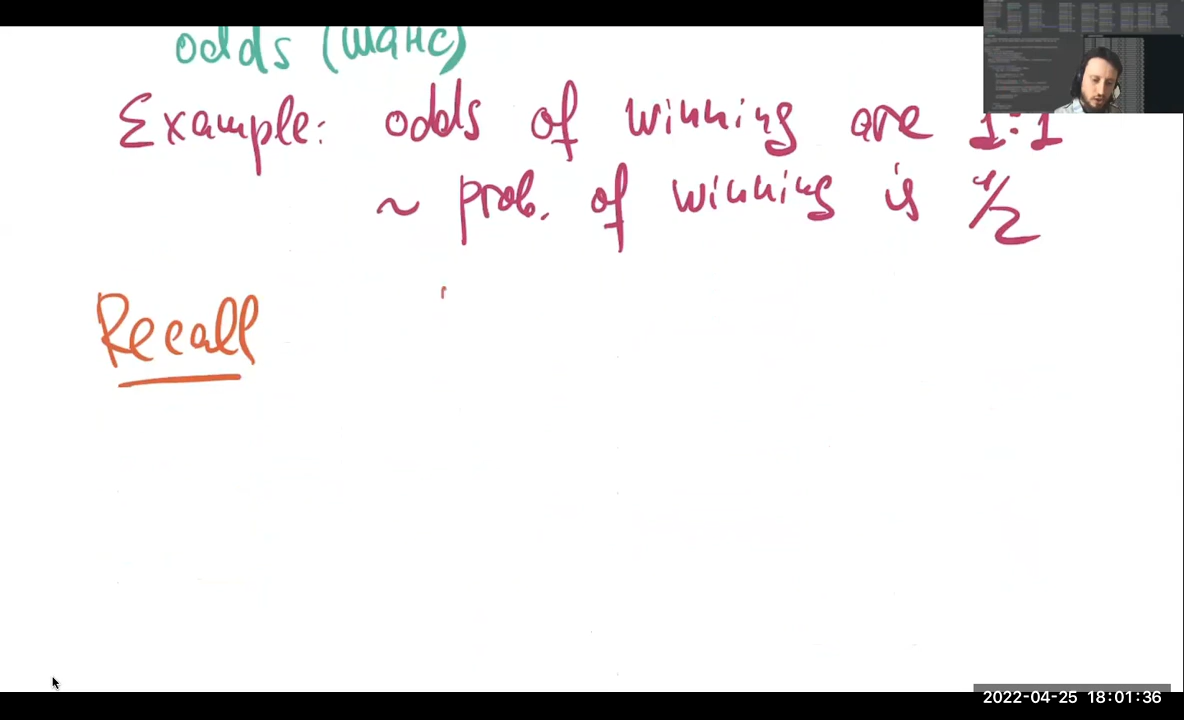 odds (шанс)
Example: odds of winning are 1:1
~ prob. of winning is 1/2
Recall
2022-04-25 18:01:36